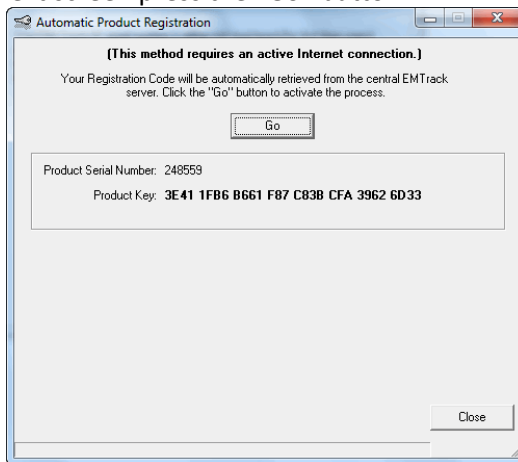 Automatic Product Registration
(This method requires an active Internet connection.)
Your Registration Code will be automatically retrieved from the central EMTrack
server. Click the "Go" button to activate the process.
Go
Product Serial Number: 248559
Product Key: 3E41 1FB6 B661 F87 C83B CFA 3962 6D33
Close